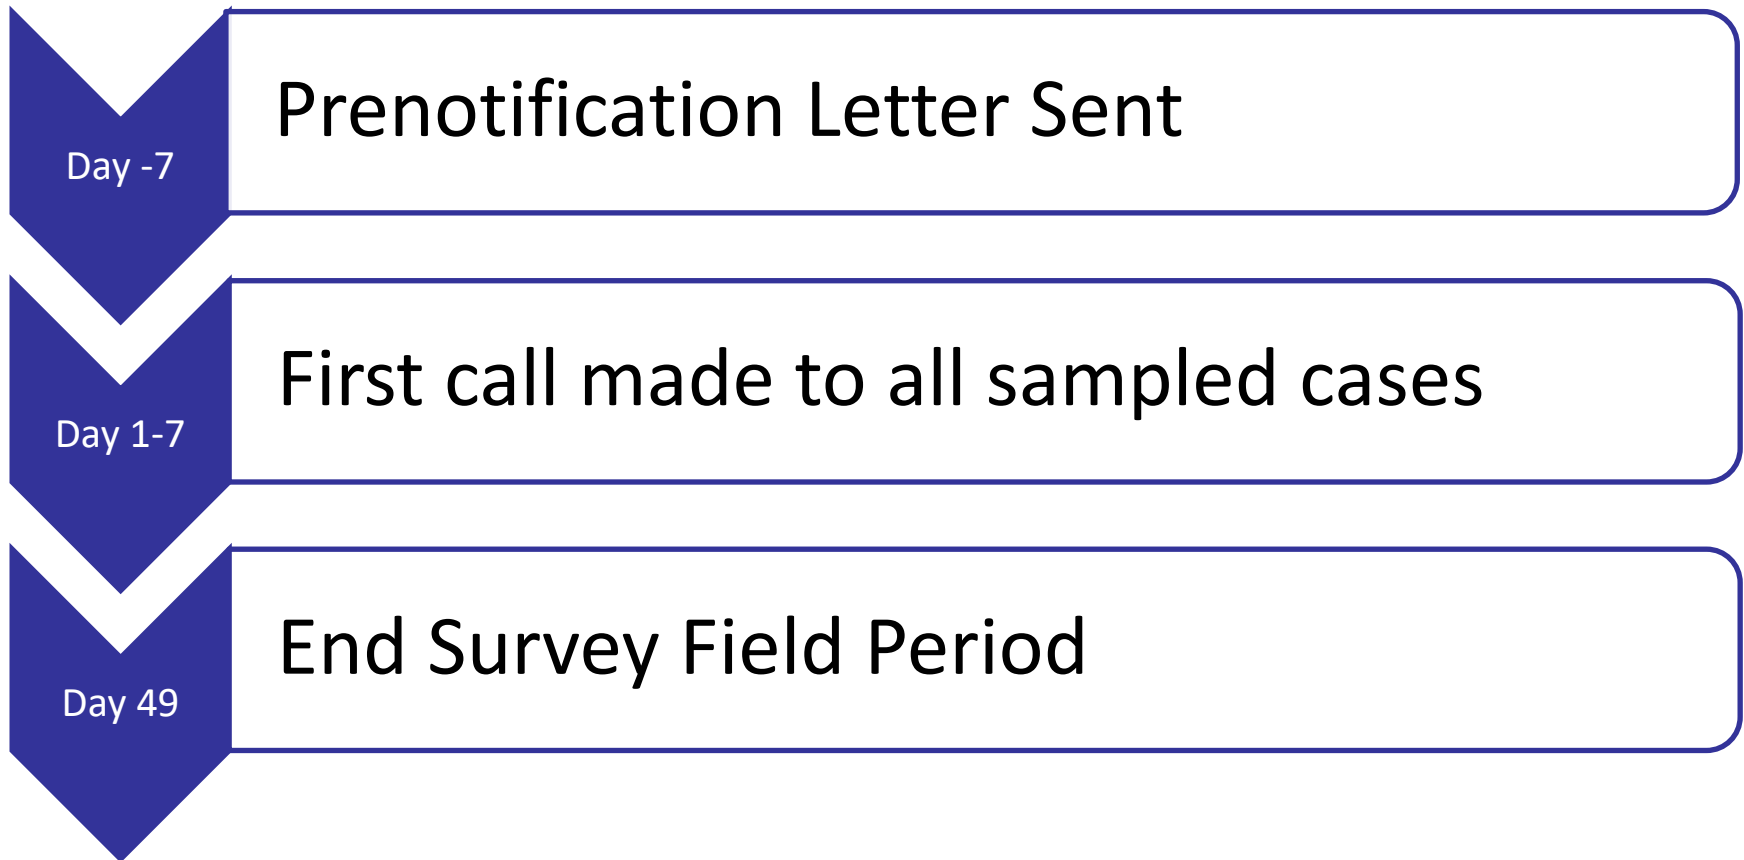 Day -7
Prenotification Letter Sent
Day 1-7
First call made to all sampled cases
Day 49
End Survey Field Period